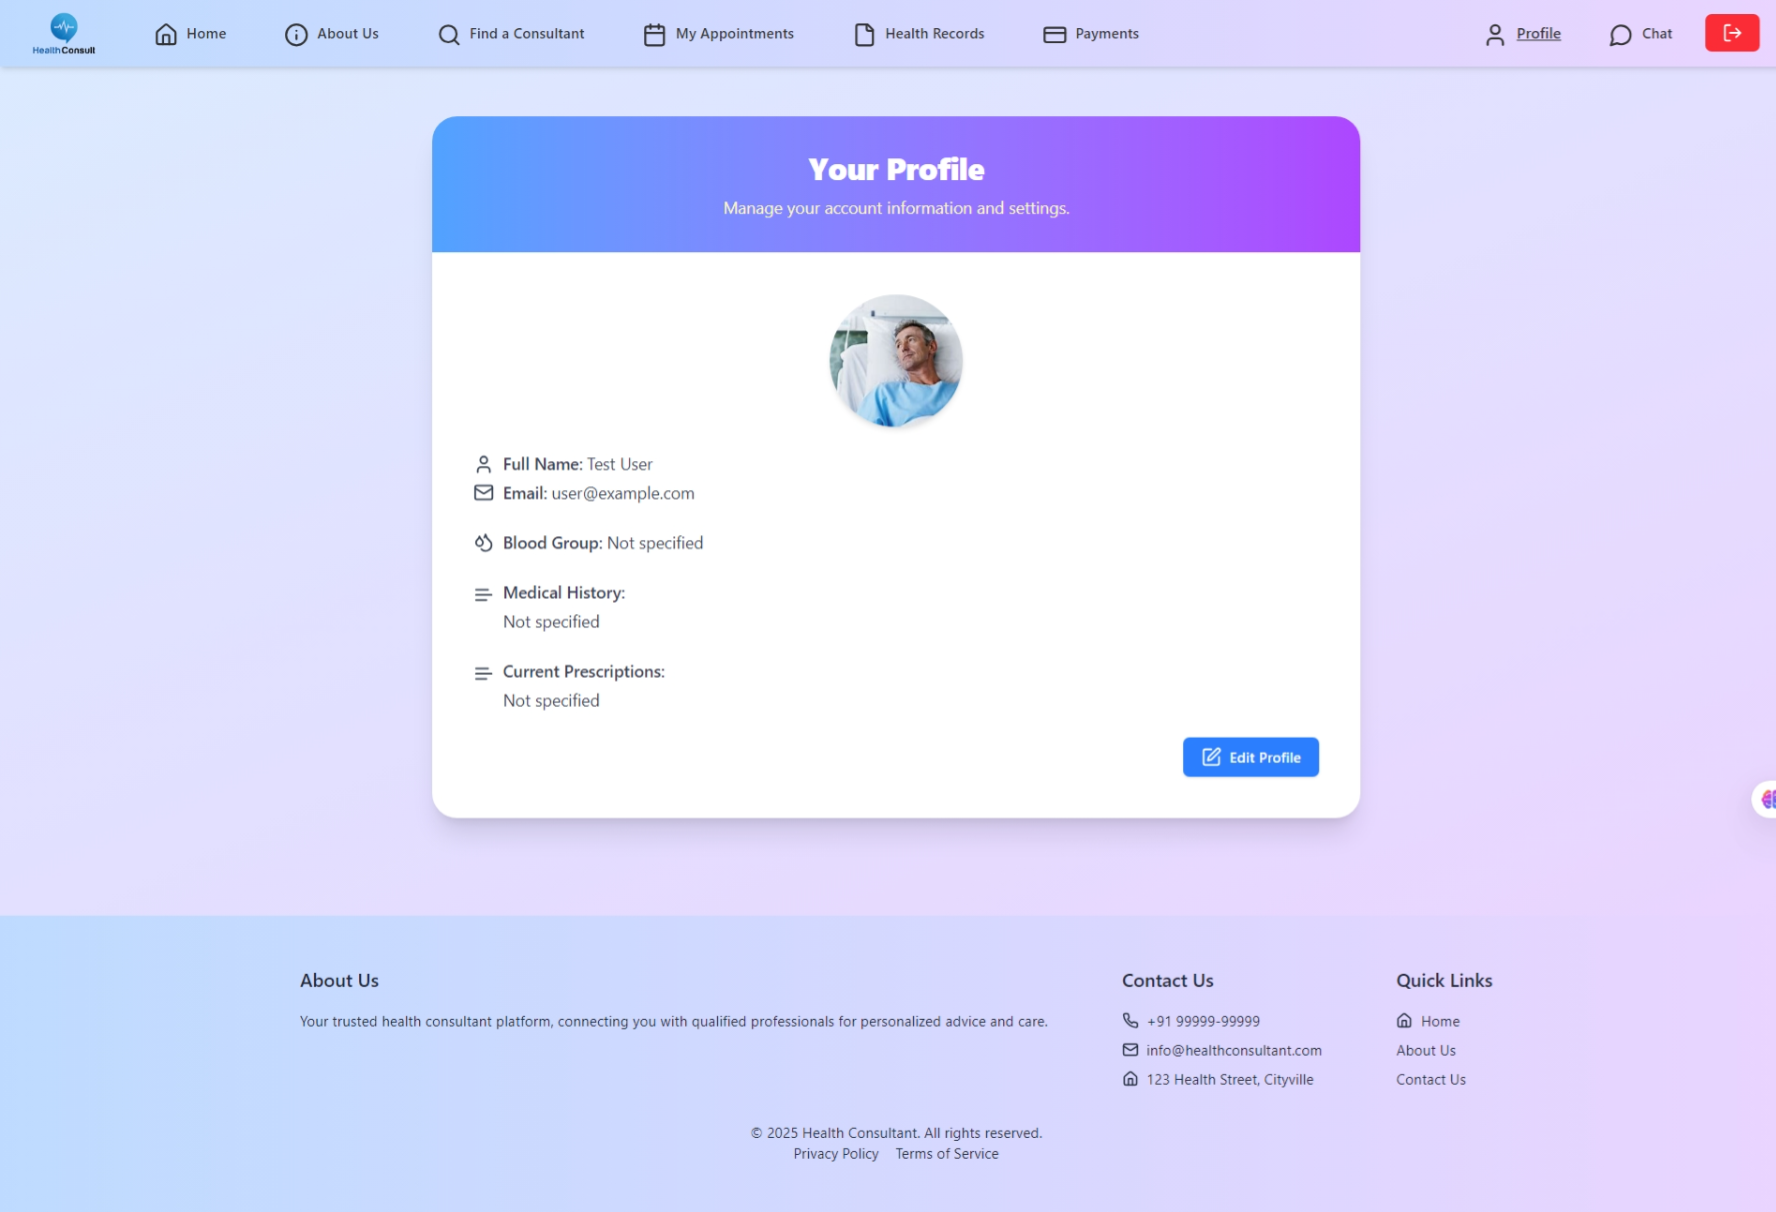 HealthConsult
Home
About Us
Find a Consultant
My Appointments
Health Records
Payments
Profile
Chat
Your Profile
Manage your account information and settings.
Full Name: Test User
Email: user@example.com
Blood Group: Not specified
Medical History:
Not specified
Current Prescriptions:
Not specified
Edit Profile
About Us
Your trusted health consultant platform, connecting you with qualified professionals for personalized advice and care.
Contact Us
+91 99999-99999
info@healthconsultant.com
123 Health Street, Cityville
Quick Links
Home
About Us
Contact Us
© 2025 Health Consultant. All rights reserved.
Privacy Policy Terms of Service